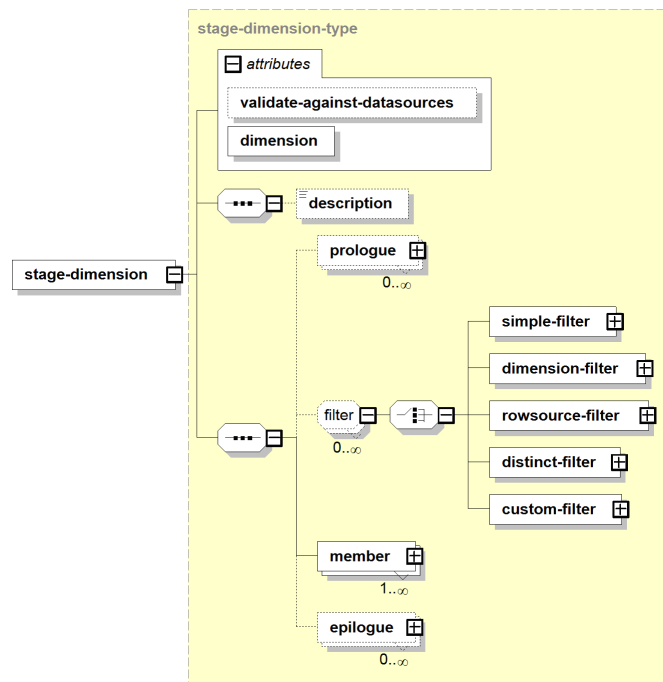 stage-dimension-type
attributes
validate-against-datasources
dimension
description
stage-dimension
prologue
0..∞
filter
0..∞
simple-filter
dimension-filter
rowsource-filter
distinct-filter
custom-filter
member
1..∞
epilogue
0..∞